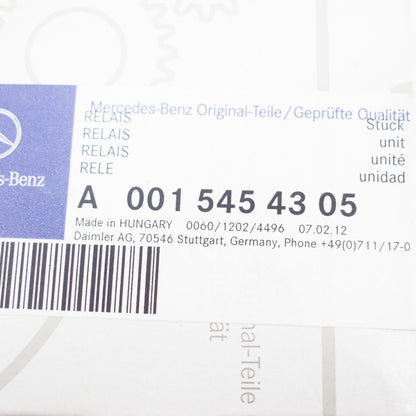 Mercedes-Benz Original-Teile/Geprüfte Qualität
RELAIS Stück
RELAIS unit
RELAIS unité
RELE unidad
s-Benz
A 001 545 43 05
Made in HUNGARY 0060/1202/4496 07.02.12
Daimler AG, 70546 Stuttgart, Germany, Phone +49(0)711/17-0
nal-Teile
ät